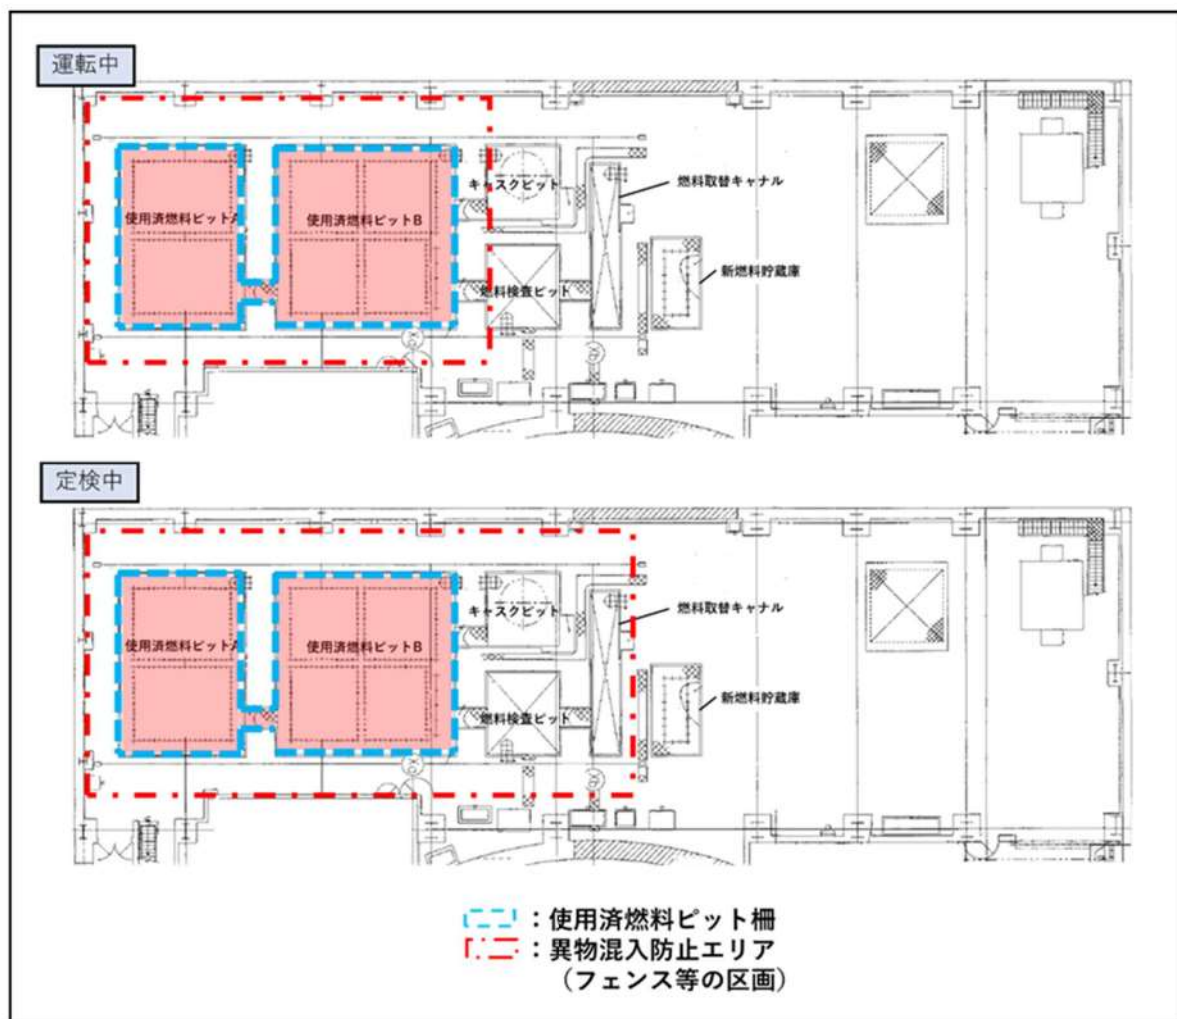 運転中
使用済燃料ピットA
使用済燃料ピットB
キャスクピット
燃料取替キャナル
燃料検査ピット
新燃料貯蔵庫
定検中
使用済燃料ピットA
使用済燃料ピットB
キャスクピット
燃料取替キャナル
燃料検査ピット
新燃料貯蔵庫
：使用済燃料ピット柵
：異物混入防止エリア
（フェンス等の区画）